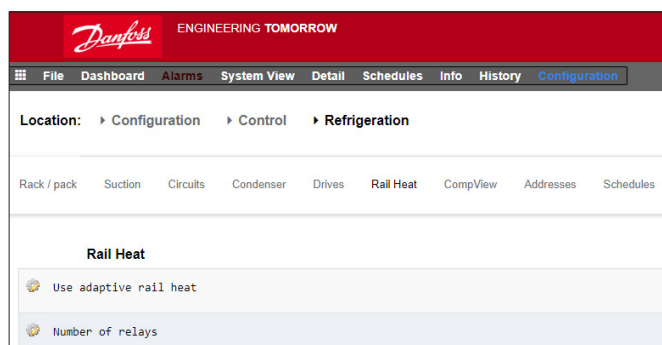 Danfoss ENGINEERING TOMORROW
File Dashboard Alarms System View Detail Schedules Info History Configuration
Location: Configuration Control Refrigeration
Rack / pack Suction Circuits Condenser Drives Rail Heat CompView Addresses Schedules
Rail Heat
Use adaptive rail heat
Number of relays